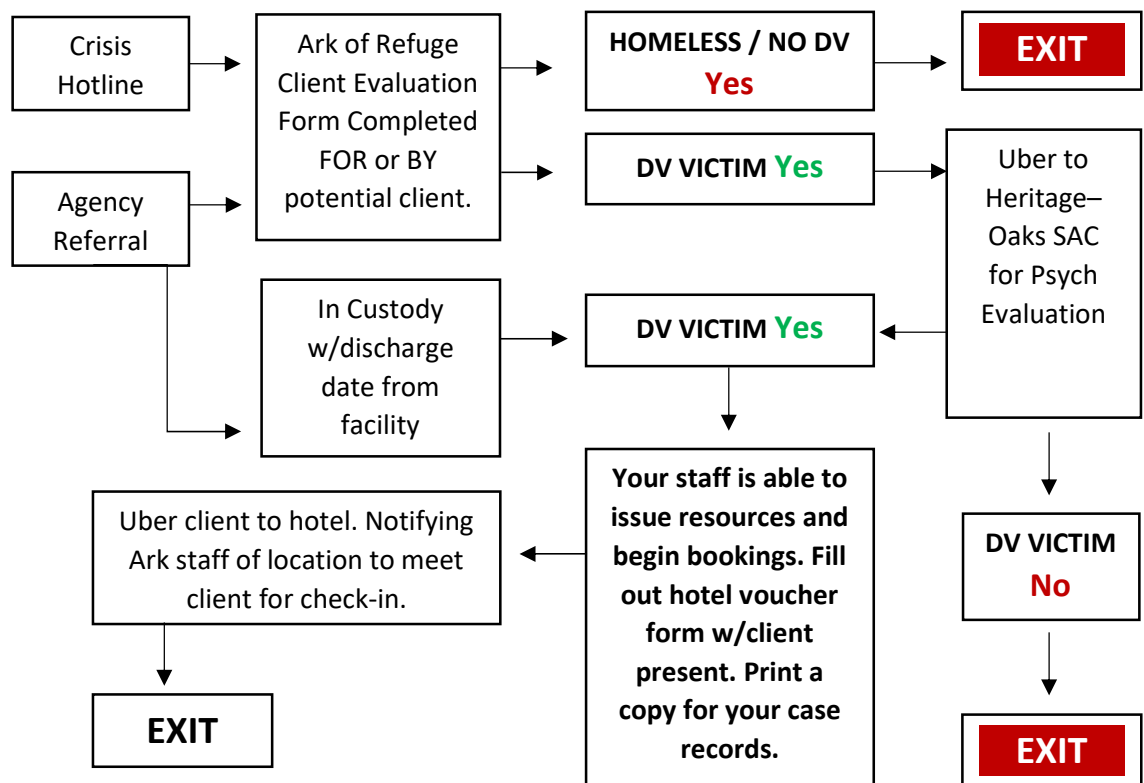 Crisis
Hotline
Ark of Refuge
Client Evaluation
Form Completed
FOR or BY
potential client.
HOMELESS / NO DV
Yes
EXIT
Agency
Referral
DV VICTIM Yes
Uber to
Heritage–
Oaks SAC
for Psych
Evaluation
In Custody
w/discharge
date from
facility
DV VICTIM Yes
Your staff is able to
issue resources and
begin bookings. Fill
out hotel voucher
form w/client
present. Print a
copy for your case
records.
Uber client to hotel. Notifying
Ark staff of location to meet
client for check-in.
EXIT
DV VICTIM
No
EXIT